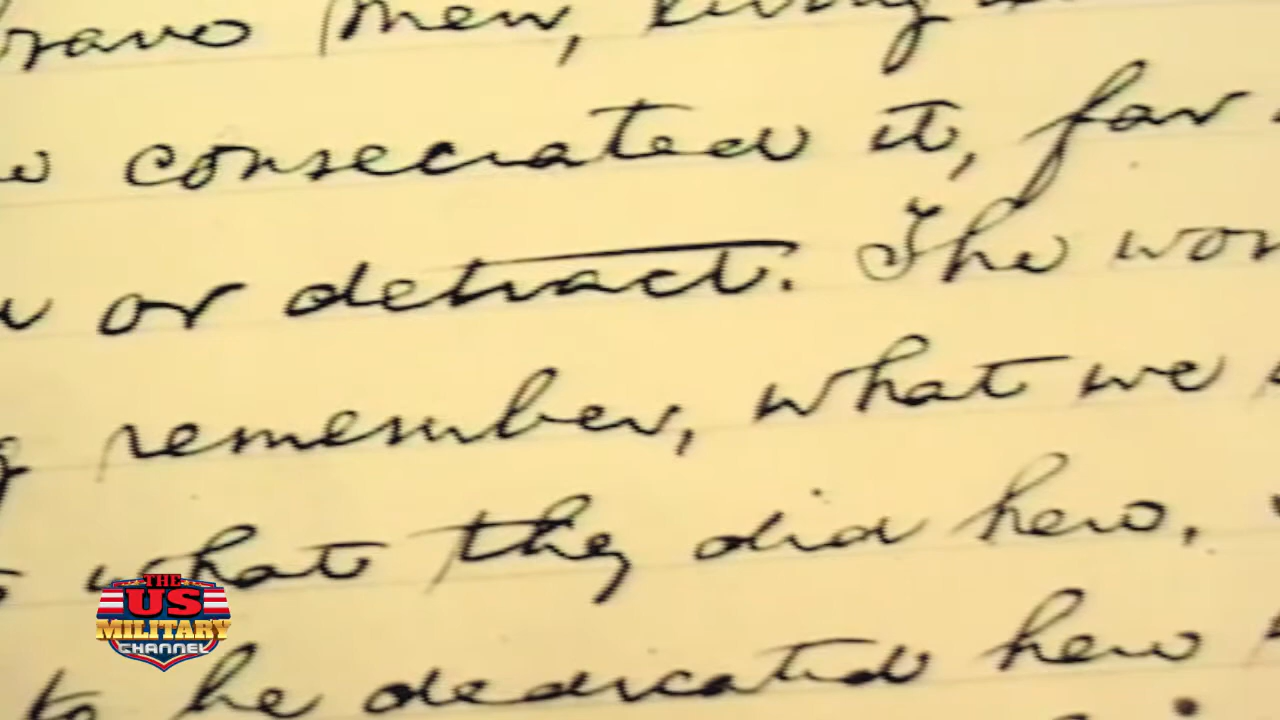 brave men, living
consecrated it, far
or detract. The wor
remember, what we
what they did here.
to be dedicated here
THE
US
MILITARY
CHANNEL